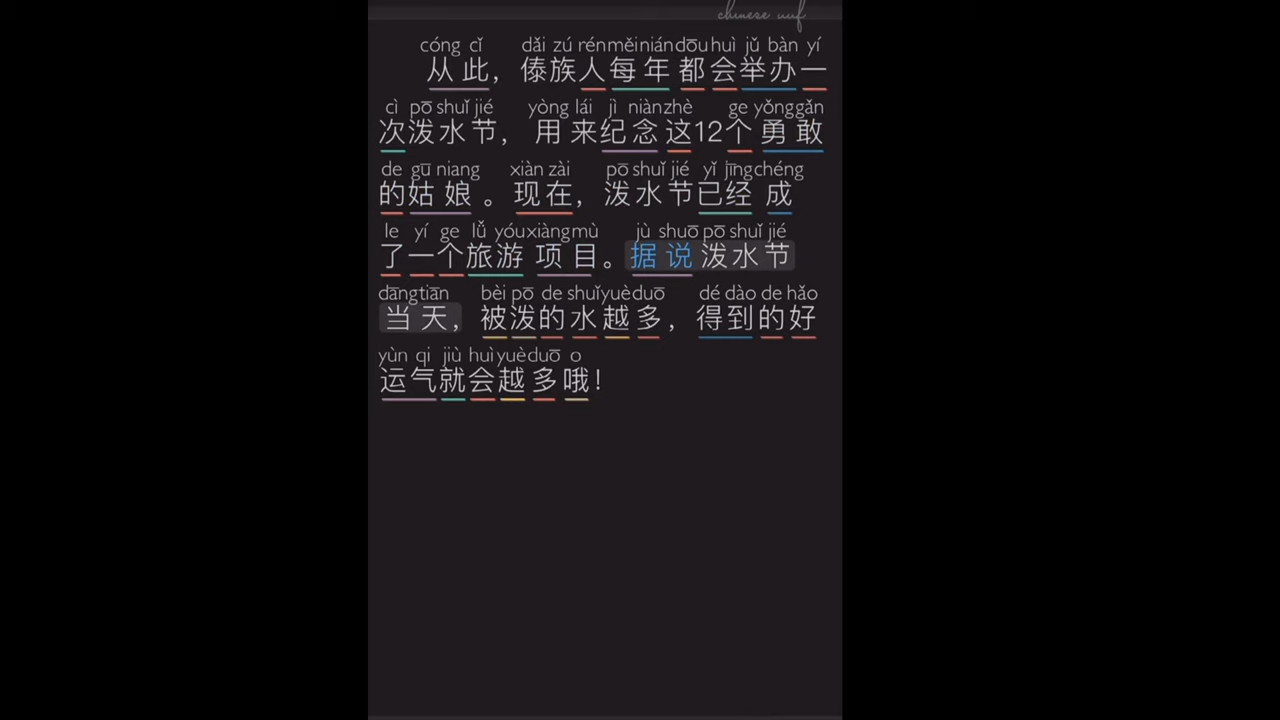 chinese uuf
cóng cǐ dǎi zú rén měi nián dōu huì jǔ bàn yí
从此，傣族人每年都会举办一
cì pō shuǐ jié yòng lái jì niàn zhè ge yǒng gǎn
次泼水节，用来纪念这12个勇敢
de gū niang xiàn zài pō shuǐ jié yǐ jīng chéng
的姑娘。现在，泼水节已经成
le yí ge lǚ yóu xiàng mù jù shuō pō shuǐ jié
了一个旅游项目。据说泼水节
dāng tiān bèi pō de shuǐ yuè duō dé dào de hǎo
当天，被泼的水越多，得到的好
yùn qi jiù huì yuè duō o
运气就会越多哦！